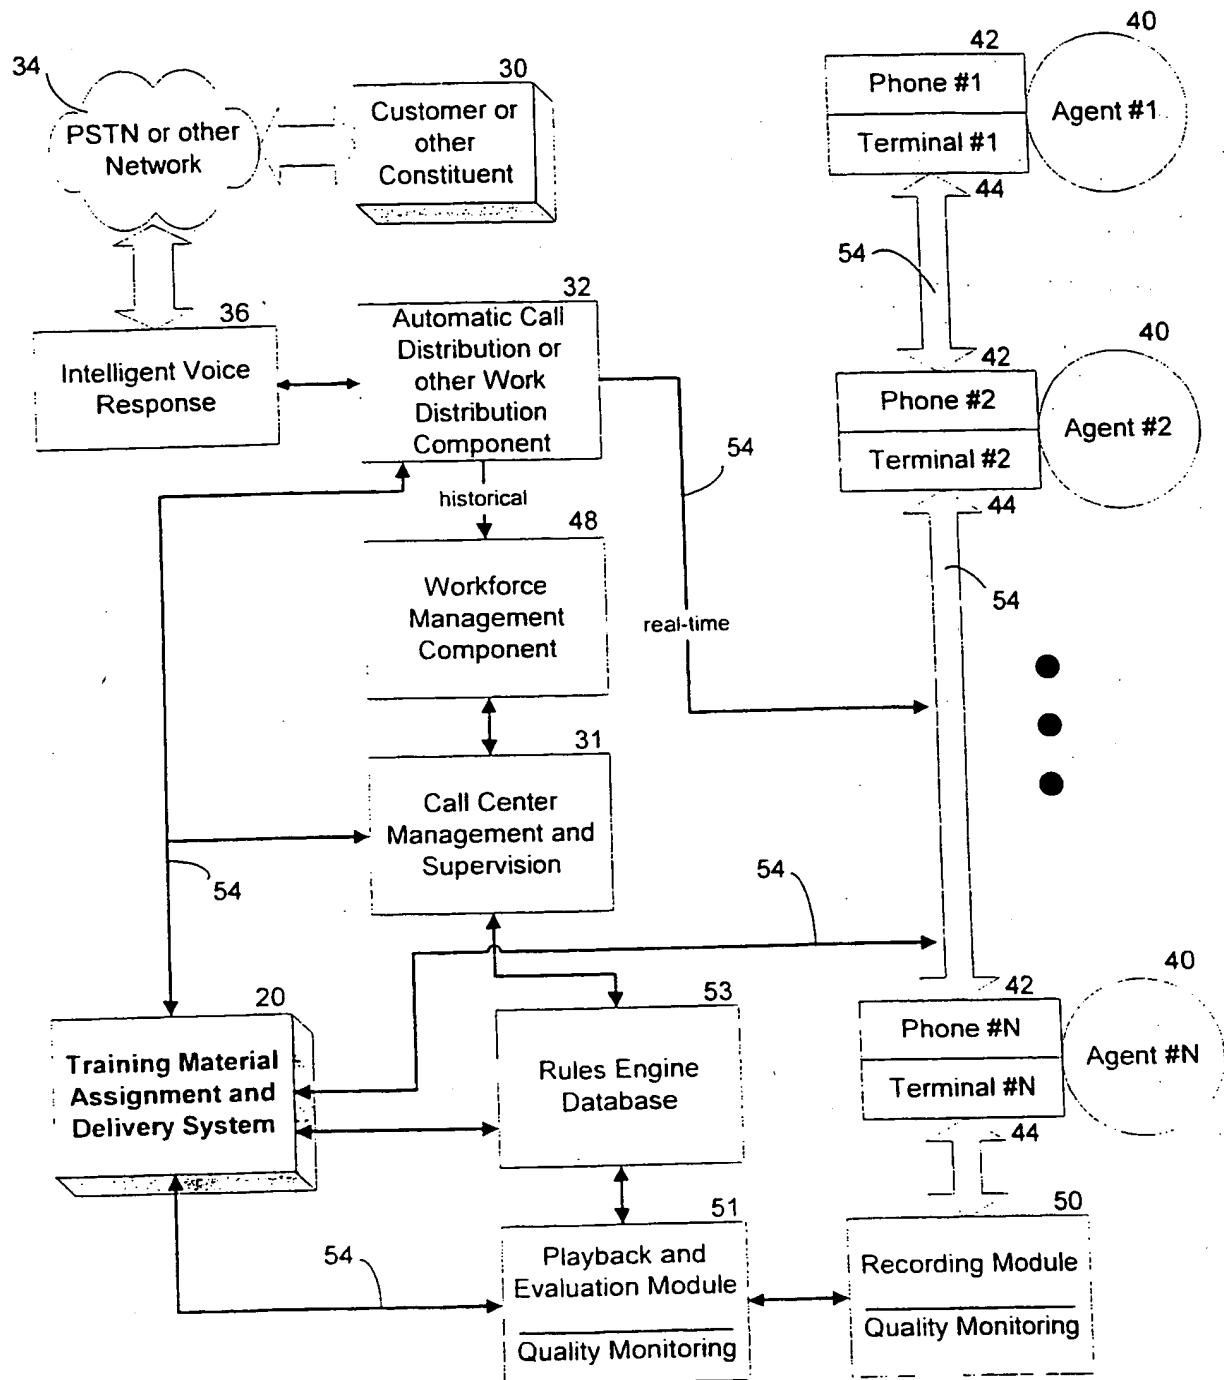 34
PSTN or other
Network
30
Customer or
other
Constituent
42
40
Phone #1
Terminal #1
Agent #1
44
54
36
Intelligent Voice
Response
32
Automatic Call
Distribution or
other Work
Distribution
Component
54
42
40
Phone #2
Terminal #2
Agent #2
44
54
historical
48
Workforce
Management
Component
real-time
31
Call Center
Management and
Supervision
54
54
20
Training Material
Assignment and
Delivery System
53
Rules Engine
Database
42
40
Phone #N
Terminal #N
Agent #N
44
54
51
Playback and
Evaluation Module
Quality Monitoring
50
Recording Module
Quality Monitoring